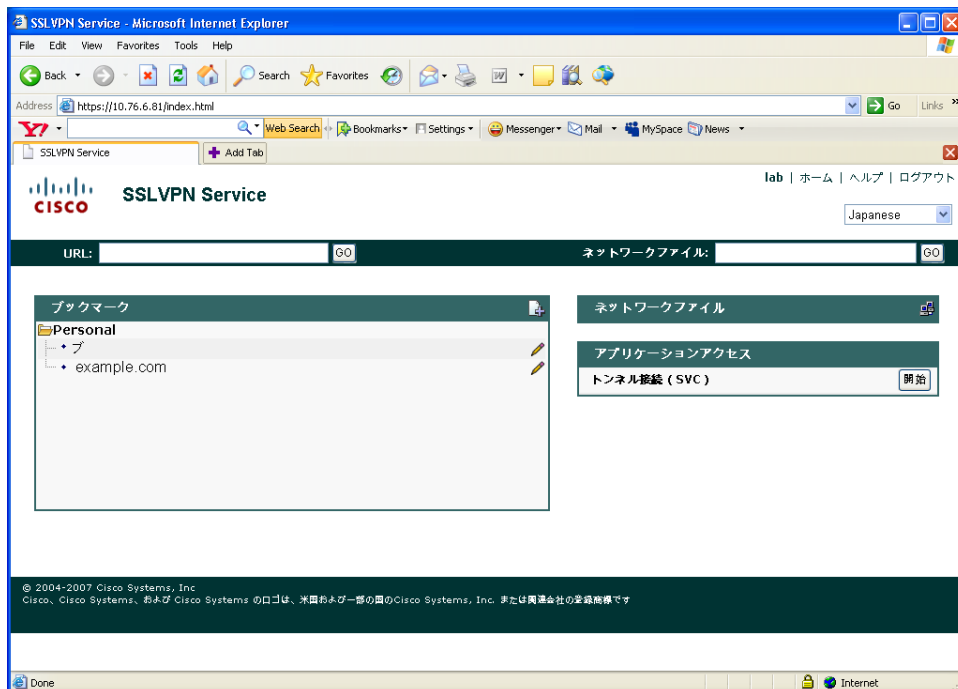 SSLVPN Service - Microsoft Internet Explorer
File Edit View Favorites Tools Help
Back Search Favorites
Address https://10.76.6.81/index.html Go Links »
Y! Web Search Bookmarks Settings Messenger Mail MySpace News
SSLVPN Service Add Tab
lab | ホーム | ヘルプ | ログアウト
CISCO SSLVPN Service
Japanese
URL: GO ネットワークファイル: GO
ブックマーク
Personal
ブ
example.com
ネットワークファイル
アプリケーションアクセス
トンネル接続 ( SVC ) 開始
© 2004-2007 Cisco Systems, Inc
Cisco、Cisco Systems、および Cisco Systems のロゴは、米国および一部の国のCisco Systems, Inc. または関連会社の登録商標です
Done Internet